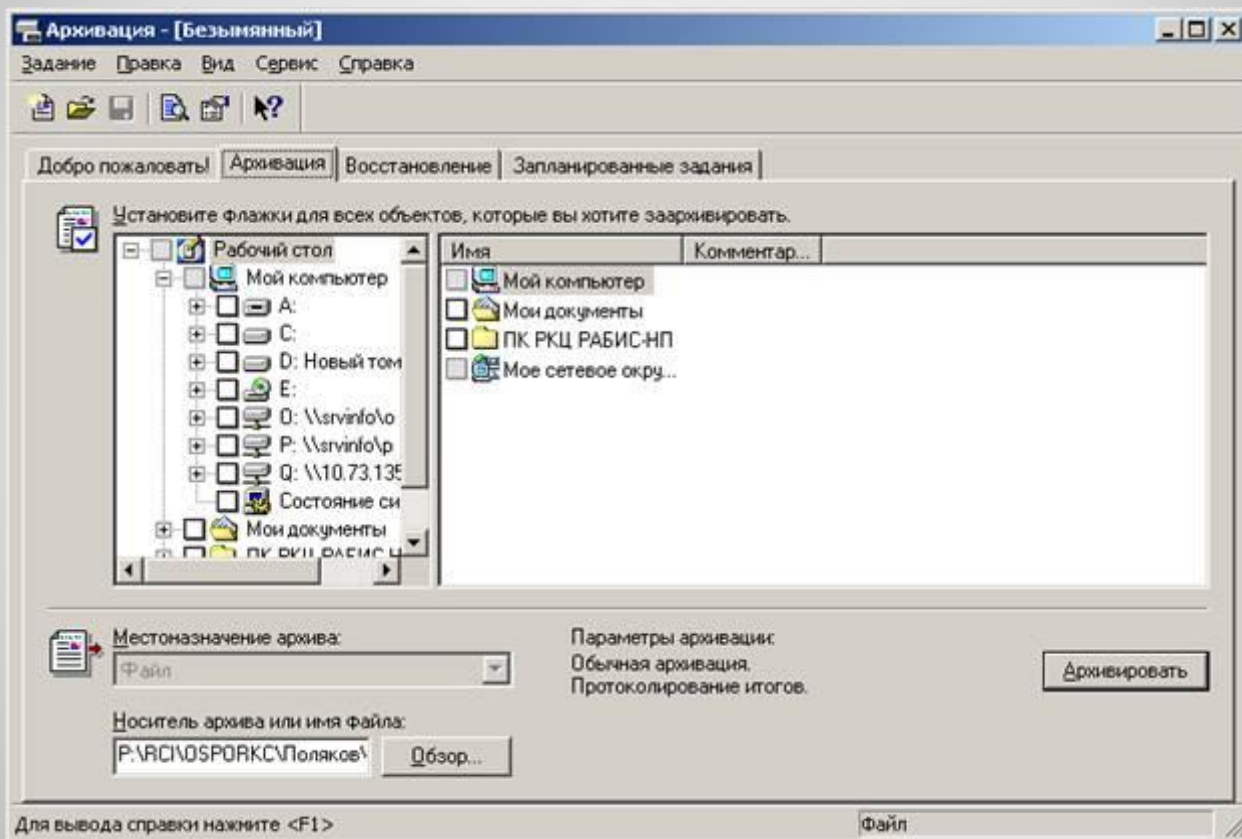 Архивация - [Безымянный]
Задание Правка Вид Сервис Справка
Добро пожаловать! Архивация Восстановление Запланированные задания
Установите флажки для всех объектов, которые вы хотите заархивировать.
Рабочий стол
Мой компьютер
A:
C:
D: Новый том
E:
O: \\srvinfo\o
P: \\srvinfo\p
Q: \\10.73.135
Состояние си
Мои документы
ПК РКЦ РАБИС-Н
Имя Комментар...
Мой компьютер
Мои документы
ПК РКЦ РАБИС-НП
Мое сетевое окру...
Местоназначение архива:
Файл
Носитель архива или имя файла:
P:\RCI\OSPORKC\Поляков\
Обзор...
Параметры архивации:
Обычная архивация.
Протоколирование итогов.
Архивировать
Для вывода справки нажмите <F1>
Файл